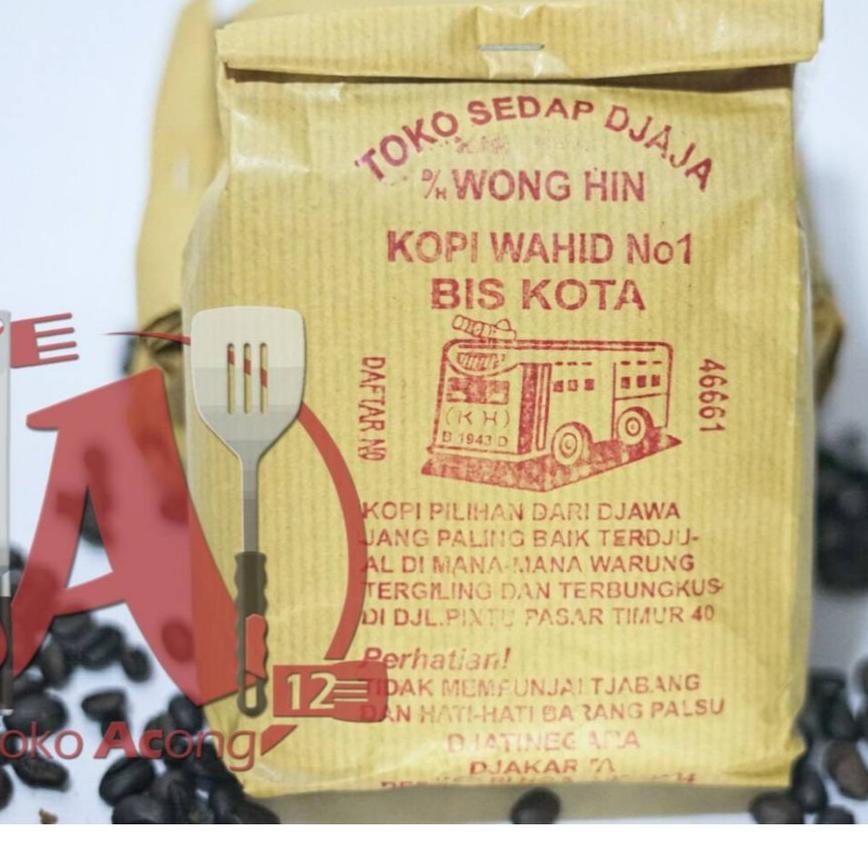 TOKO SEDAP DJAJA
% WONG HIN
KOPI WAHID No1
BIS KOTA
DAFTAR NO
46661
(K H)
B 1943 D
KOPI PILIHAN DARI DJAWA
JANG PALING BAIK TERDJU-
AL DI MANA-MANA WARUNG
TERGILING DAN TERBUNGKUS
DI DJL.PINTU PASAR TIMUR 40
Perhatian!
TIDAK MEMPUNJAI TJABANG
DAN HATI-HATI BARANG PALSU
DJATINEGARA
DJAKARTA
A
12
oko Acong